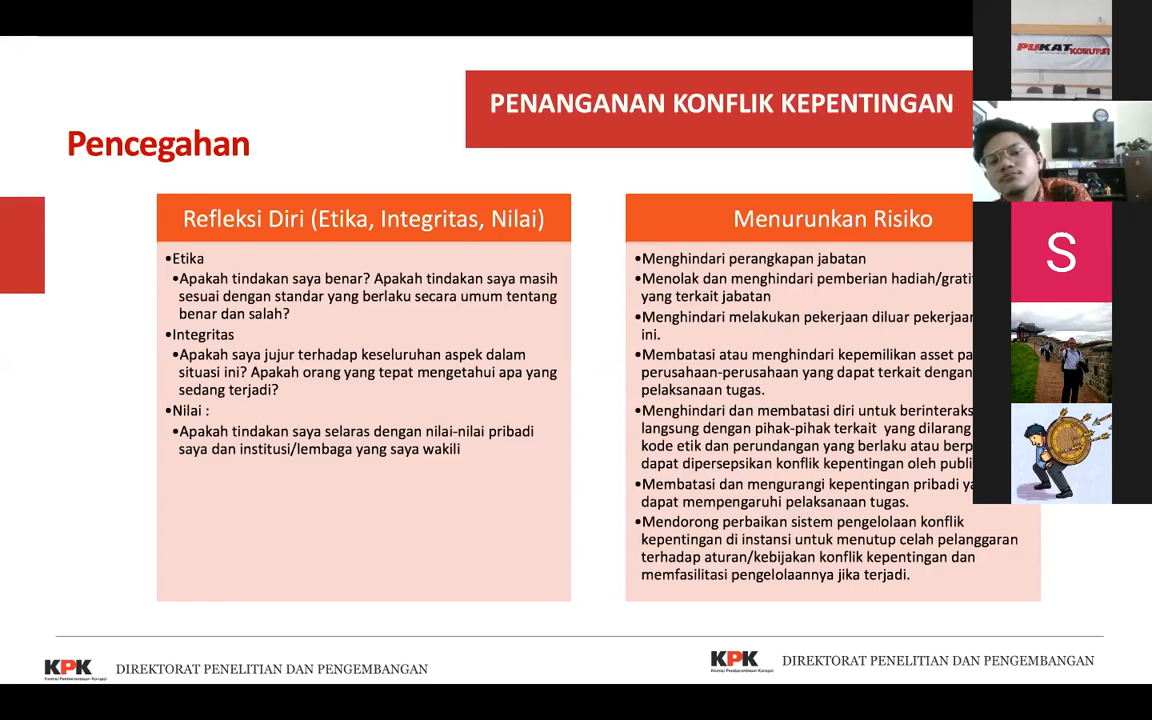 PENANGANAN KONFLIK KEPENTINGAN
Pencegahan
Refleksi Diri (Etika, Integritas, Nilai)
•Etika
•Apakah tindakan saya benar? Apakah tindakan saya masih
sesuai dengan standar yang berlaku secara umum tentang
benar dan salah?
•Integritas
•Apakah saya jujur terhadap keseluruhan aspek dalam
situasi ini? Apakah orang yang tepat mengetahui apa yang
sedang terjadi?
•Nilai :
•Apakah tindakan saya selaras dengan nilai-nilai pribadi
saya dan institusi/lembaga yang saya wakili
Menurunkan Risiko
•Menghindari perangkapan jabatan
•Menolak dan menghindari pemberian hadiah/
yang terkait jabatan
•Menghindari melakukan pekerjaan diluar
ini.
•Membatasi atau menghindari kepemilikan asset
perusahaan-perusahaan yang dapat terkait dengan
pelaksanaan tugas.
•Menghindari dan membatasi diri untuk
langsung dengan pihak-pihak terkait yang dilarang
kode etik dan perundangan yang berlaku atau
dapat dipersepsikan konflik kepentingan oleh
•Membatasi dan mengurangi kepentingan pribadi
dapat mempengaruhi pelaksanaan tugas.
•Mendorong perbaikan sistem pengelolaan konflik
kepentingan di instansi untuk menutup celah pelanggaran
terhadap aturan/kebijakan konflik kepentingan dan
memfasilitasi pengelolaannya jika terjadi.
KPK
Komisi Pemberantasan Korupsi
DIREKTORAT PENELITIAN DAN PENGEMBANGAN
KPK
Komisi Pemberantasan Korupsi
DIREKTORAT PENELITIAN DAN PENGEMBANGAN
PUKAT
KORUPSI
S